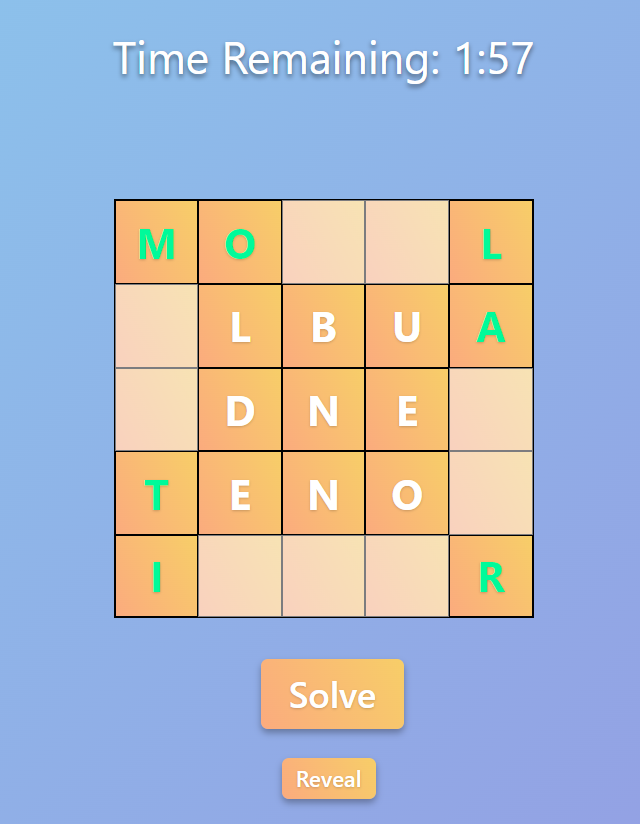 Time Remaining: 1:57
M O L
L B U A
D N E
T E N O
I R
Solve
Reveal